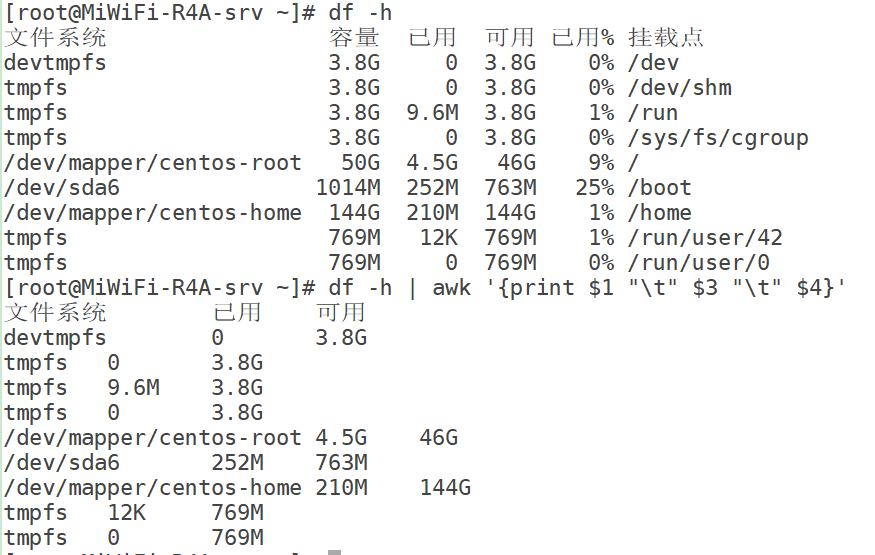 [root@MiWiFi-R4A-srv ~]# df -h
文件系统                 容量  已用  可用 已用% 挂载点
devtmpfs                 3.8G     0  3.8G    0% /dev
tmpfs                    3.8G     0  3.8G    0% /dev/shm
tmpfs                    3.8G  9.6M  3.8G    1% /run
tmpfs                    3.8G     0  3.8G    0% /sys/fs/cgroup
/dev/mapper/centos-root   50G  4.5G   46G    9% /
/dev/sda6               1014M  252M  763M   25% /boot
/dev/mapper/centos-home  144G  210M  144G    1% /home
tmpfs                    769M   12K  769M    1% /run/user/42
tmpfs                    769M     0  769M    0% /run/user/0
[root@MiWiFi-R4A-srv ~]# df -h | awk '{print $1 "\t" $3 "\t" $4}'
文件系统        已用    可用
devtmpfs        0       3.8G
tmpfs   0       3.8G
tmpfs   9.6M    3.8G
tmpfs   0       3.8G
/dev/mapper/centos-root 4.5G    46G
/dev/sda6       252M    763M
/dev/mapper/centos-home 210M    144G
tmpfs   12K     769M
tmpfs   0       769M